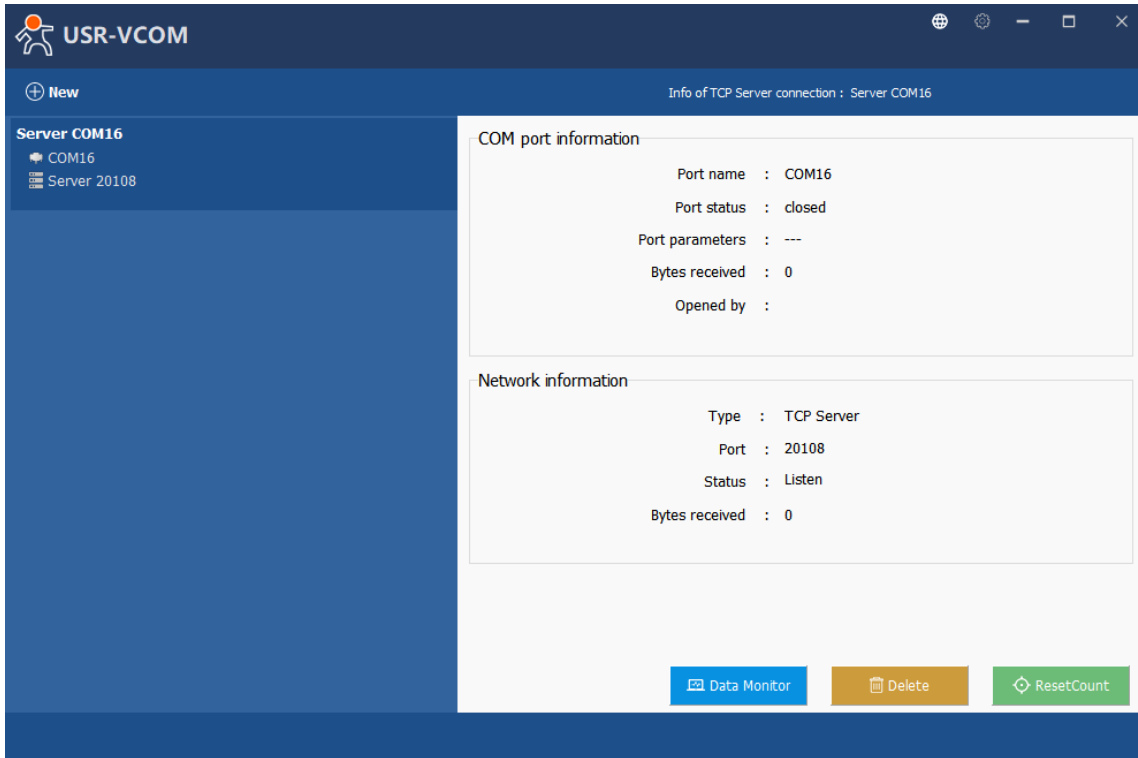 USR-VCOM
New
Info of TCP Server connection : Server COM16
Server COM16
COM16
Server 20108
COM port information
Port name : COM16
Port status : closed
Port parameters : ---
Bytes received : 0
Opened by :
Network information
Type : TCP Server
Port : 20108
Status : Listen
Bytes received : 0
Data Monitor
Delete
ResetCount